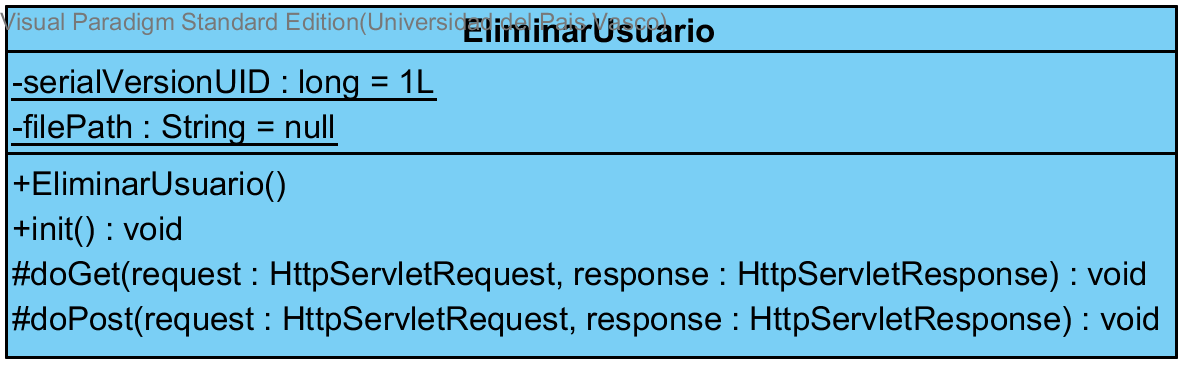 Visual Paradigm Standard Edition(Universidad del Pais Vasco)
EliminarUsuario
-serialVersionUID : long = 1L
-filePath : String = null
+EliminarUsuario()
+init() : void
#doGet(request : HttpServletRequest, response : HttpServletResponse) : void
#doPost(request : HttpServletRequest, response : HttpServletResponse) : void